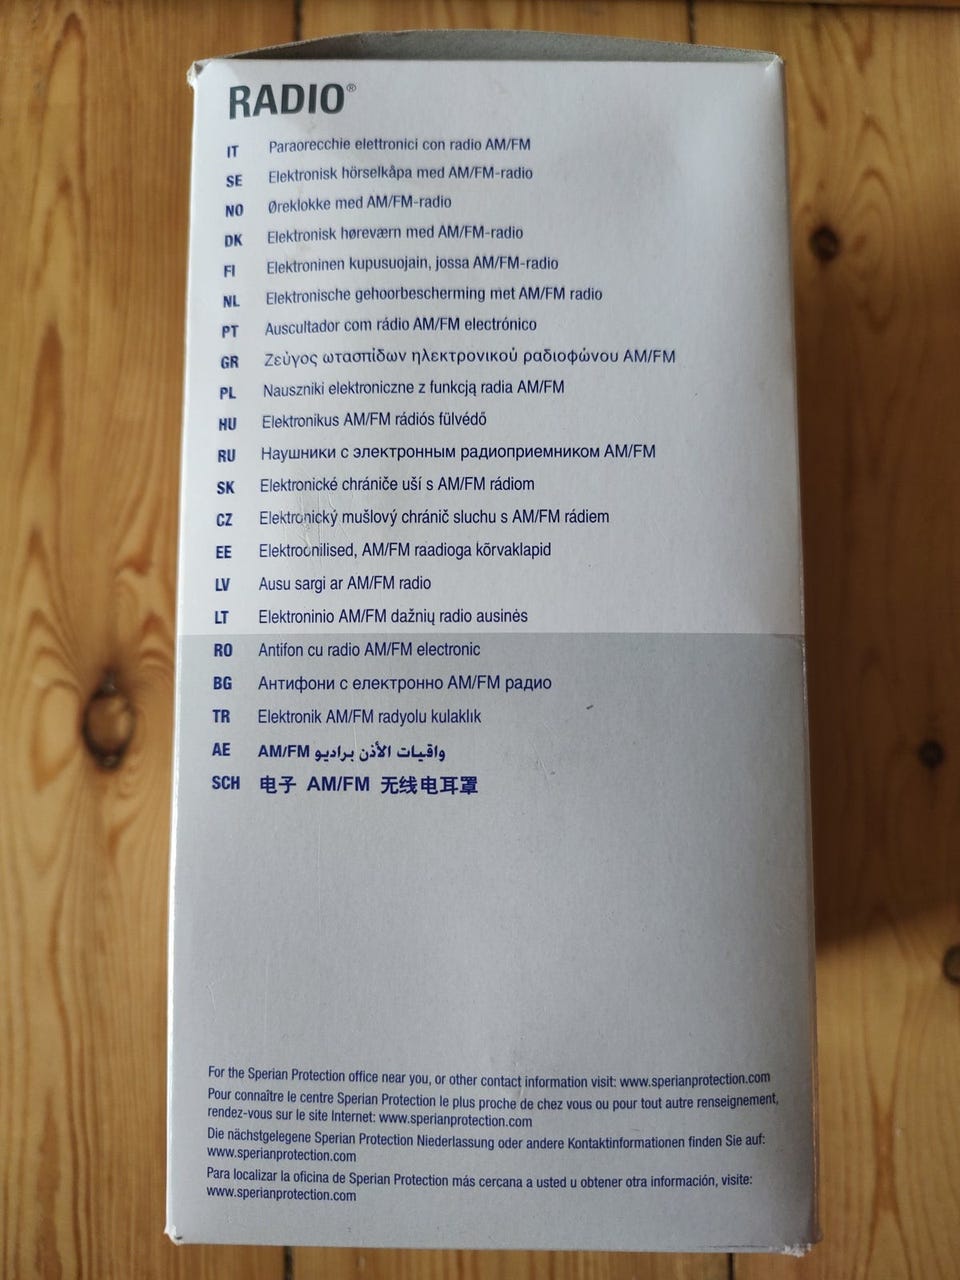 RADIO®
IT Paraorecchie elettronici con radio AM/FM
SE Elektronisk hörselkåpa med AM/FM-radio
NO Øreklokke med AM/FM-radio
DK Elektronisk høreværn med AM/FM-radio
FI Elektroninen kupusuojain, jossa AM/FM-radio
NL Elektronische gehoorbescherming met AM/FM radio
PT Auscultador com rádio AM/FM electrónico
GR Ζεύγος ωτασπίδων ηλεκτρονικού ραδιοφώνου AM/FM
PL Nauszniki elektroniczne z funkcją radia AM/FM
HU Elektronikus AM/FM rádiós fülvédő
RU Наушники с электронным радиоприемником AM/FM
SK Elektronické chrániče uší s AM/FM rádiom
CZ Elektronický mušlový chránič sluchu s AM/FM rádiem
EE Elektroonilised, AM/FM raadioga kõrvaklapid
LV Ausu sargi ar AM/FM radio
LT Elektroninio AM/FM dažnių radio ausinės
RO Antifon cu radio AM/FM electronic
BG Антифони с електронно AM/FM радио
TR Elektronik AM/FM radyolu kulaklık
AE واقيات الأذن براديو AM/FM
SCH 电子 AM/FM 无线电耳罩
For the Sperian Protection office near you, or other contact information visit: www.sperianprotection.com
Pour connaître le centre Sperian Protection le plus proche de chez vous ou pour tout autre renseignement,
rendez-vous sur le site Internet: www.sperianprotection.com
Die nächstgelegene Sperian Protection Niederlassung oder andere Kontaktinformationen finden Sie auf:
www.sperianprotection.com
Para localizar la oficina de Sperian Protection más cercana a usted u obtener otra información, visite:
www.sperianprotection.com